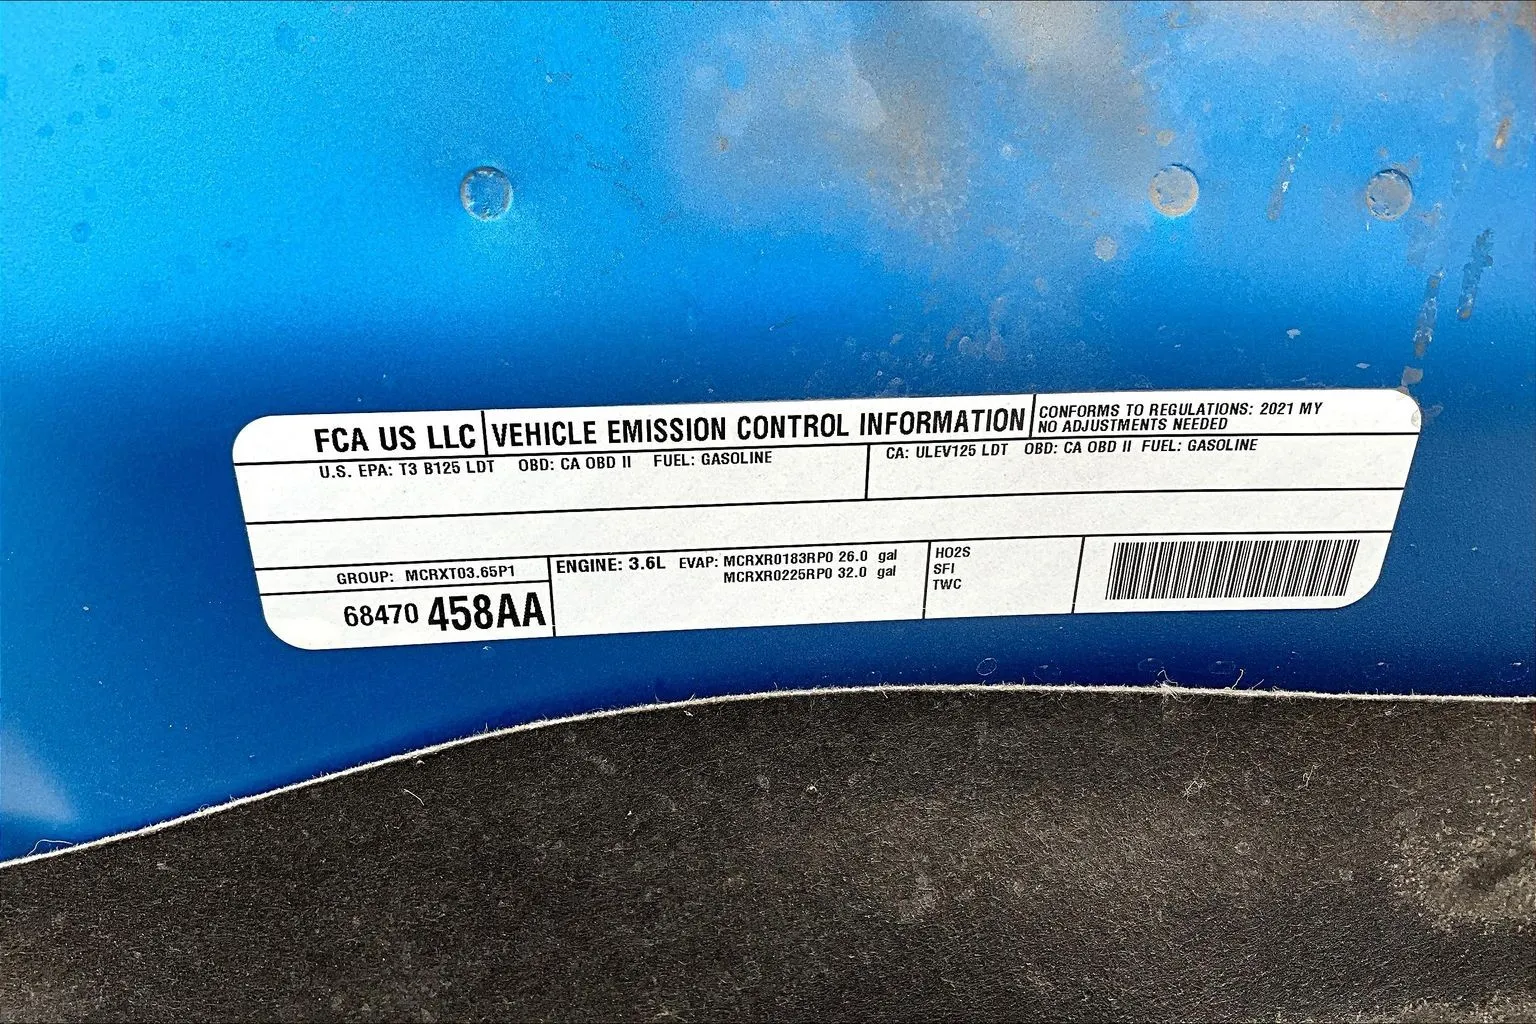 FCA US LLC
VEHICLE EMISSION CONTROL INFORMATION
CONFORMS TO REGULATIONS: 2021 MY
NO ADJUSTMENTS NEEDED
U.S. EPA: T3 B125 LDT OBD: CA OBD II FUEL: GASOLINE
CA: ULEV125 LDT OBD: CA OBD II FUEL: GASOLINE
GROUP: MCRXT03.65P1
68470 458AA
ENGINE: 3.6L EVAP: MCRXR0183RP0 26.0 gal
MCRXR0225RP0 32.0 gal
HO2S
SFI
TWC